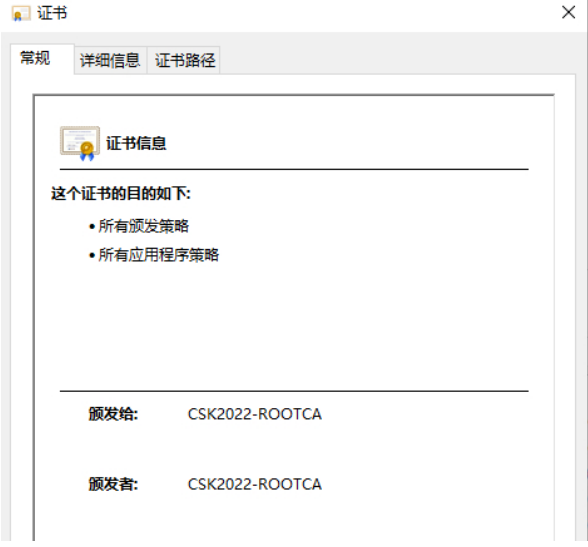 证书
常规 详细信息 证书路径
证书信息
这个证书的目的如下:
• 所有颁发策略
• 所有应用程序策略
颁发给: CSK2022-ROOTCA
颁发者: CSK2022-ROOTCA